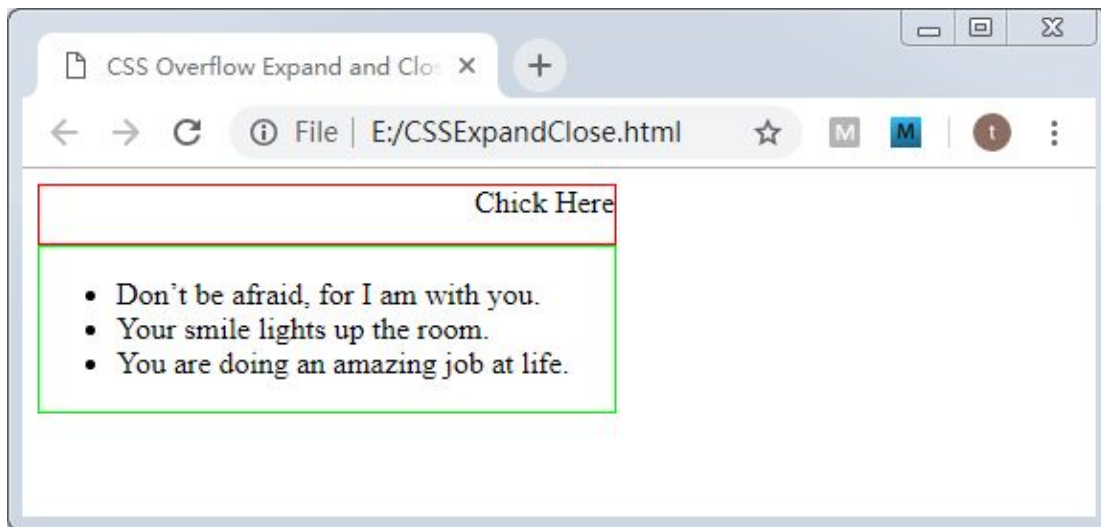 CSS Overflow Expand and Clo
File | E:/CSSExpandClose.html M M t
Chick Here
• Don’t be afraid, for I am with you.
• Your smile lights up the room.
• You are doing an amazing job at life.